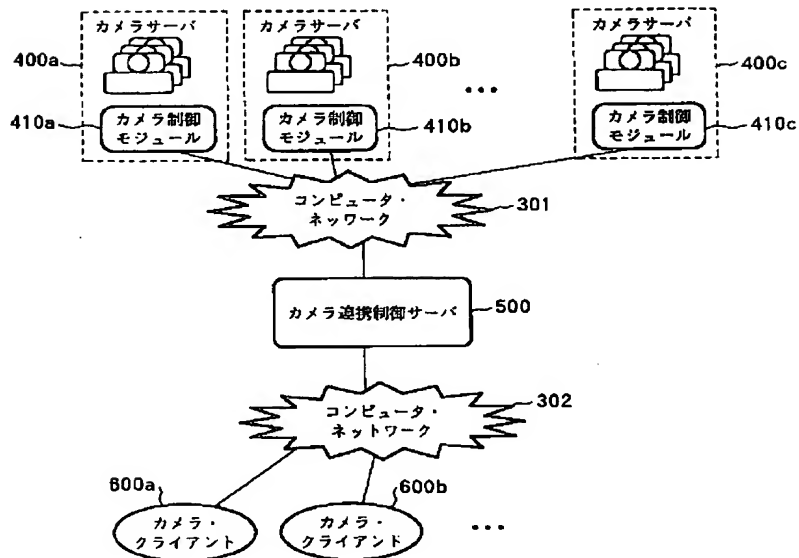 カメラサーバ
カメラサーバ
カメラサーバ
400a
400b
400c
...
410a
カメラ制御
モジュール
カメラ制御
モジュール
410b
カメラ制御
モジュール
410c
コンピュータ・
ネッワーク
301
カメラ連携制御サーバ
500
コンピュータ・
ネットワーク
302
600a
600b
カメラ・
クライアント
カメラ・
クライアンド
...